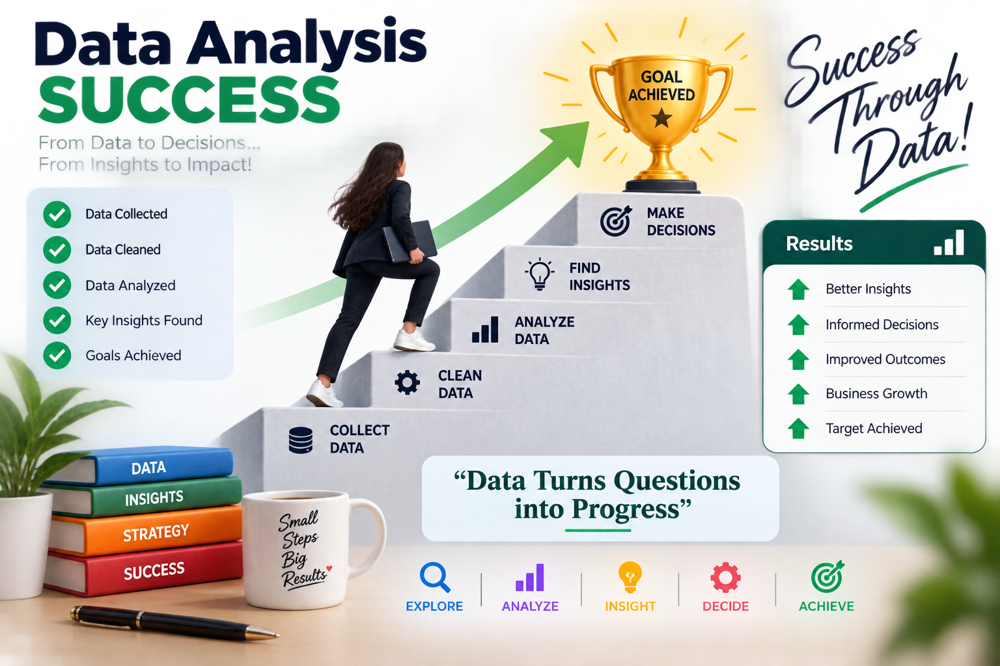 Data Analysis
SUCCESS
From Data to Decisions...
From Insights to Impact!
Data Collected
Data Cleaned
Data Analyzed
Key Insights Found
Goals Achieved
GOAL
ACHIEVED
Success
Through
Data!
MAKE
DECISIONS
FIND
INSIGHTS
ANALYZE
DATA
CLEAN
DATA
COLLECT
DATA
Results
Better Insights
Informed Decisions
Improved Outcomes
Business Growth
Target Achieved
DATA
INSIGHTS
STRATEGY
SUCCESS
Small
Steps
Big
Results
“Data Turns Questions
into Progress”
EXPLORE
ANALYZE
INSIGHT
DECIDE
ACHIEVE